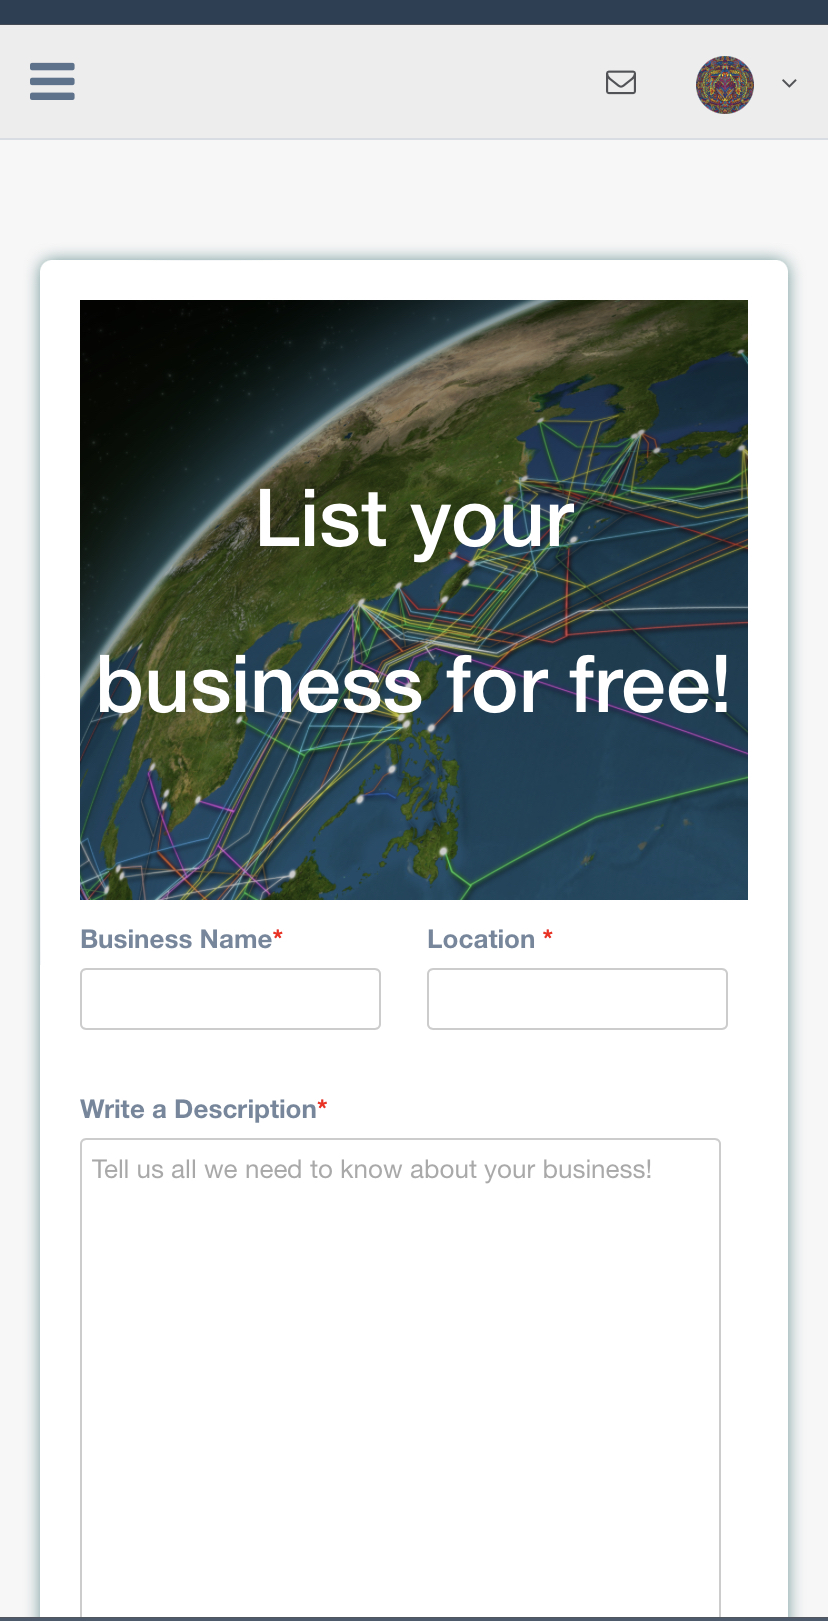 List your
business for free!
Business Name*
Location *
Write a Description*
Tell us all we need to know about your business!